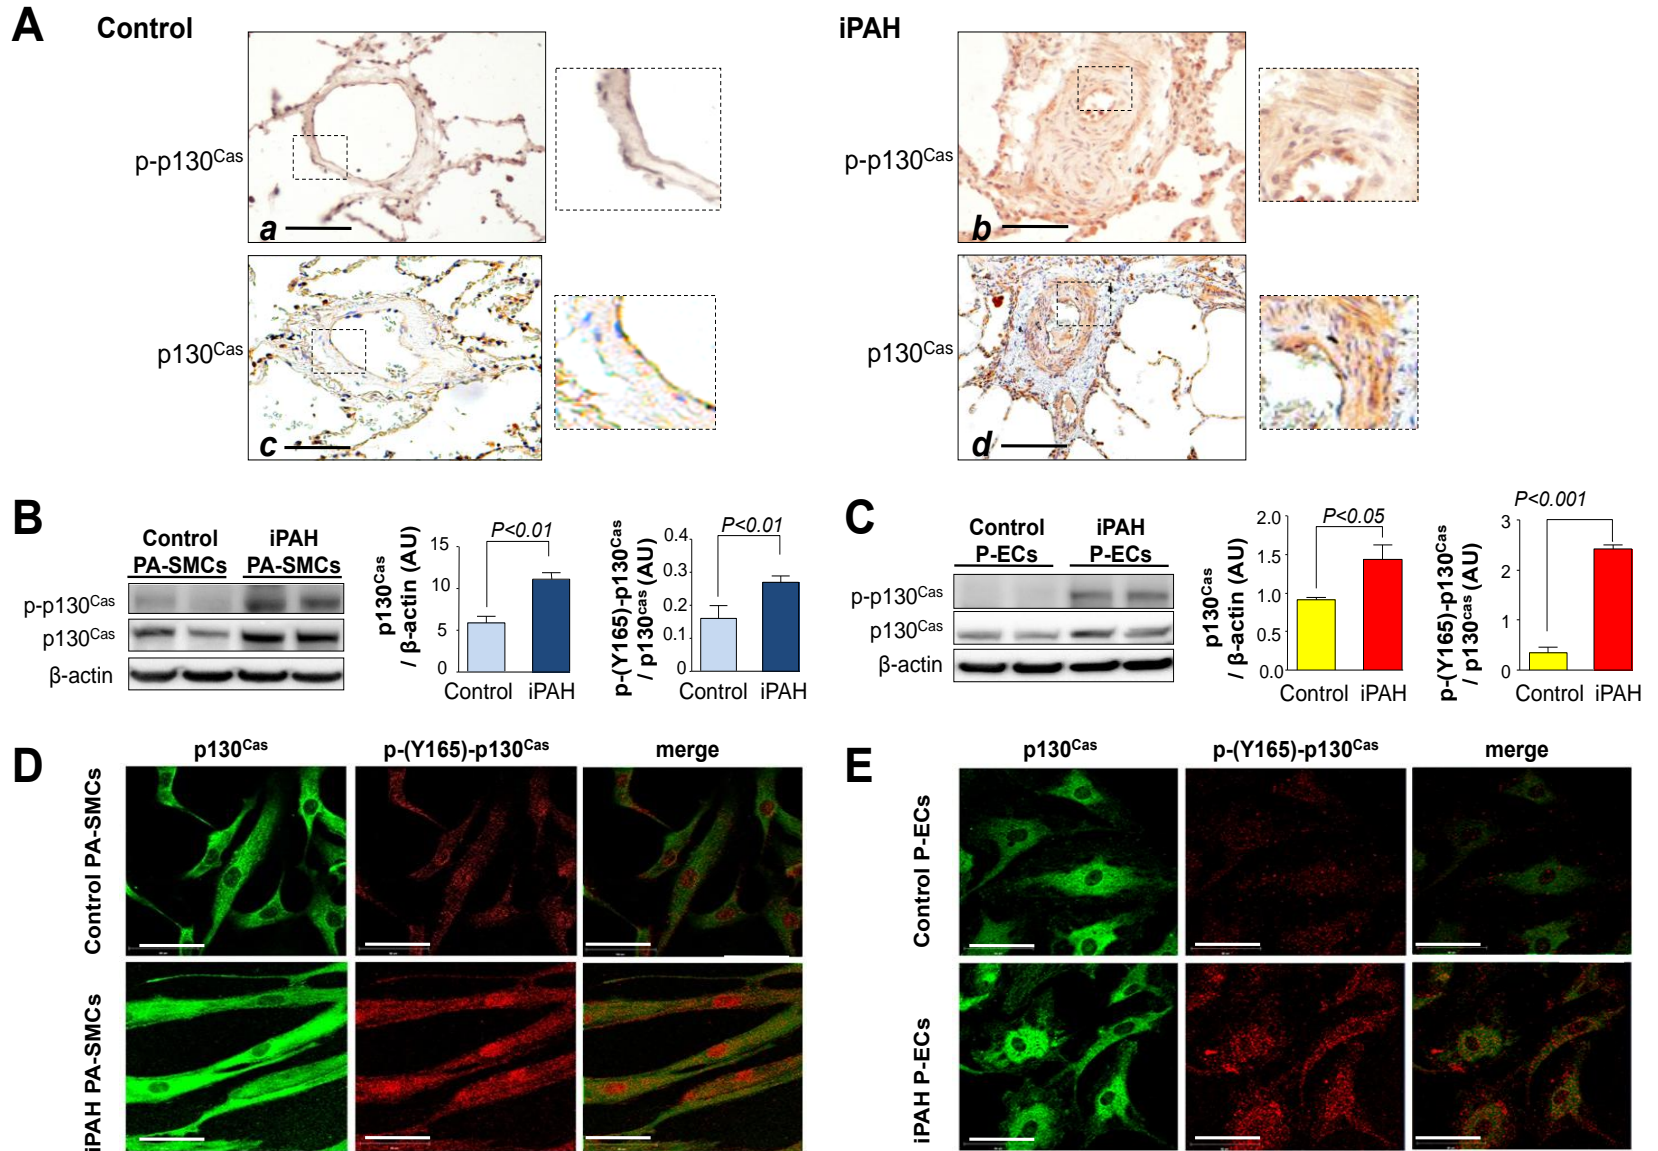 A
Control
iPAH
p-p130Cas
a
p-p130Cas
b
p130Cas
c
p130Cas
d
B
Control
PA-SMCs
iPAH
PA-SMCs
p-p130Cas
p130Cas
β-actin
p130Cas
/ β-actin (AU)
15
10
5
0
P<0.01
Control
iPAH
p-(Y165)-p130Cas
/ p130cas (AU)
0.4
0.3
0.2
0.1
0
P<0.01
Control
iPAH
C
Control
P-ECs
iPAH
P-ECs
p-p130Cas
p130Cas
β-actin
p130Cas
/ β-actin (AU)
2.0
1.5
1.0
0.5
0.0
P<0.05
Control
iPAH
p-(Y165)-p130Cas
/ p130cas (AU)
3
2
1
0
P<0.001
Control
iPAH
D
p130Cas
p-(Y165)-p130Cas
merge
Control PA-SMCs
iPAH PA-SMCs
E
p130Cas
p-(Y165)-p130Cas
merge
Control P-ECs
iPAH P-ECs